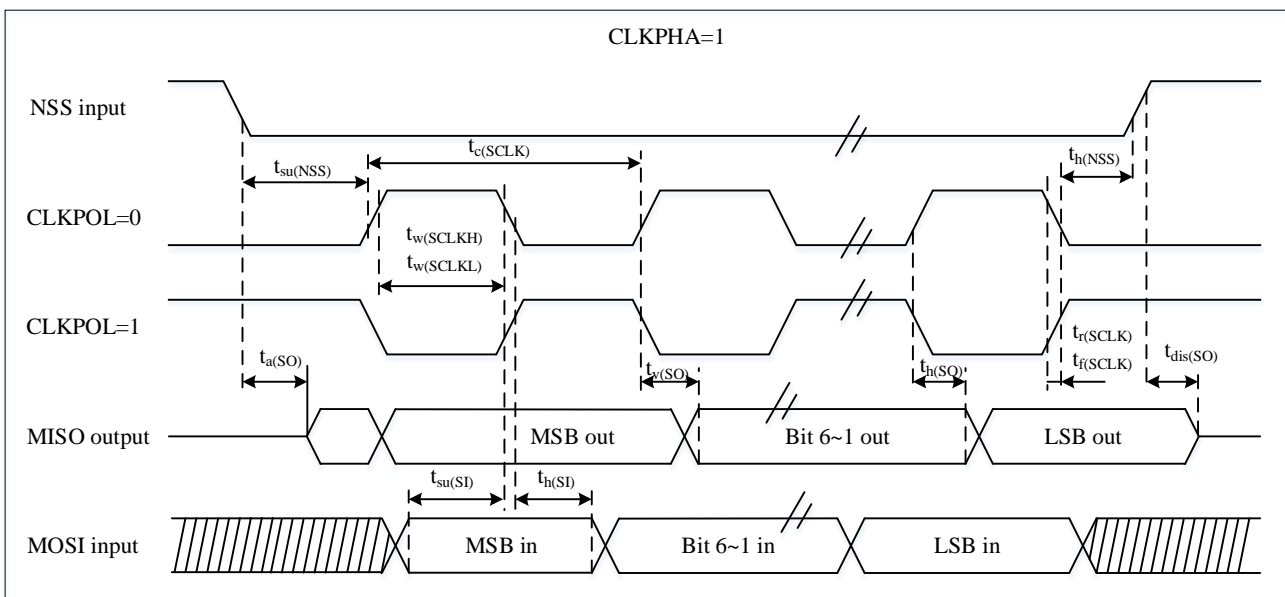 CLKPHA=1
NSS input
tc(SCLK)
tsu(NSS)
th(NSS)
CLKPOL=0
tw(SCLKH)
tw(SCLKL)
CLKPOL=1
tr(SCLK)
tf(SCLK)
ta(SO)
tv(SO)
th(SO)
tdis(SO)
MISO output
MSB out
Bit 6~1 out
LSB out
tsu(SI)
th(SI)
MOSI input
MSB in
Bit 6~1 in
LSB in